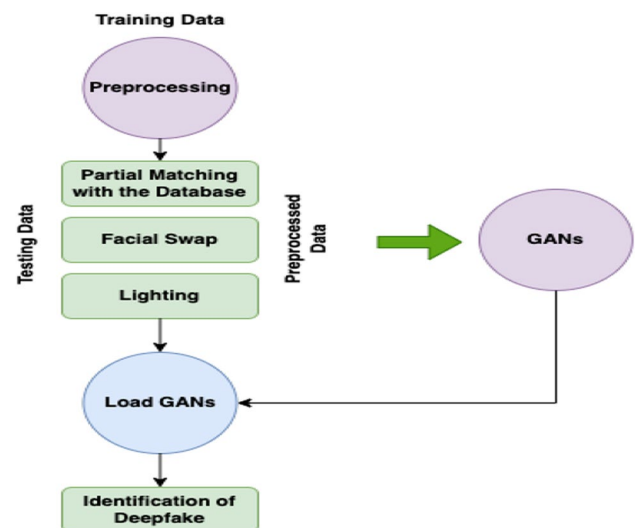 Training Data
Preprocessing
Partial Matching
with the Database
Testing Data
Facial Swap
Preprocessed
Data
GANs
Lighting
Load GANs
Identification of
Deepfake